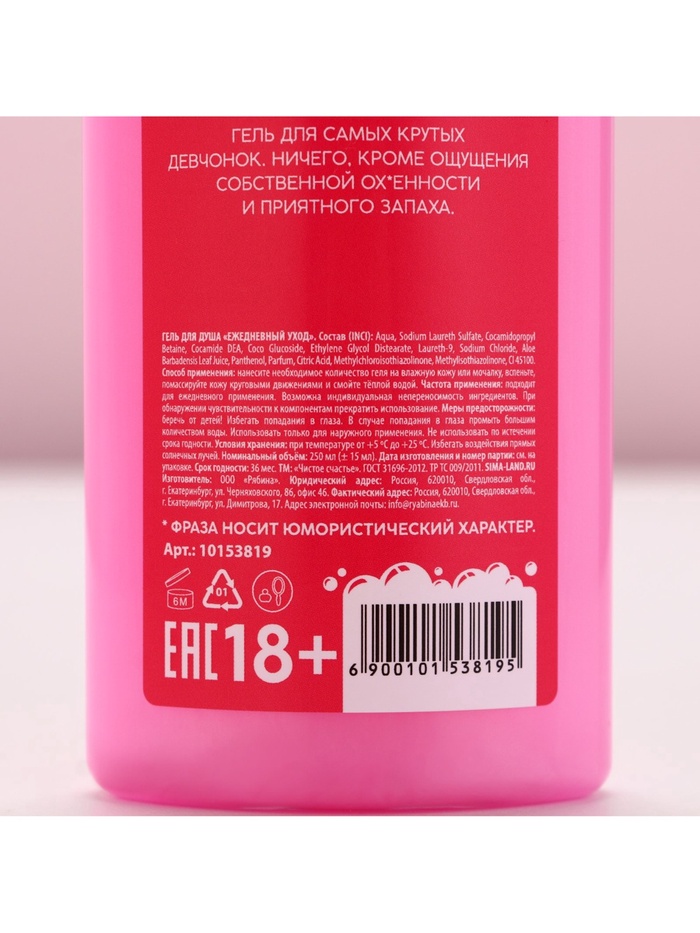 ГЕЛЬ ДЛЯ САМЫХ КРУТЫХ
ДЕВЧОНОК. НИЧЕГО, КРОМЕ ОЩУЩЕНИЯ
СОБСТВЕННОЙ ОХ*ЕННОСТИ
И ПРИЯТНОГО ЗАПАХА.
ГЕЛЬ ДЛЯ ДУША «ЕЖЕДНЕВНЫЙ УХОД». Состав (INCI): Aqua, Sodium Laureth Sulfate, Cocamidopropyl
Betaine, Cocamide DEA, Coco Glucoside, Ethylene Glycol Distearate, Laureth-9, Sodium Chloride, Aloe
Barbadensis Leaf Juice, Panthenol, Parfum, Citric Acid, Methylchloroisothiazolinone, Methylisothiazolinone, CI 45100.
Способ применения: нанесите необходимое количество геля на влажную кожу или мочалку, вспеньте,
помассируйте кожу круговыми движениями и смойте тёплой водой. Частота применения: подходит
для ежедневного применения. Возможна индивидуальная непереносимость ингредиентов. При
обнаружении чувствительности к компонентам прекратить использование. Меры предосторожности:
беречь от детей! Избегать попадания в глаза. В случае попадания в глаза промыть большим
количеством воды. Использовать только для наружного применения. Не использовать по истечении
срока годности. Условия хранения: при температуре от +5 °С до +25 °С. Избегать воздействия прямых
солнечных лучей. Номинальный объём: 250 мл (± 15 мл). Дата изготовления и номер партии: см. на
упаковке. Срок годности: 36 мес. ТМ: «Чистое счастье». ГОСТ 31696-2012. ТР ТС 009/2011. SIMA-LAND.RU
Изготовитель: ООО «Рябина». Юридический адрес: Россия, 620010, Свердловская обл.,
г. Екатеринбург, ул. Черняховского, 86, офис 46. Фактический адрес: Россия, 620010, Свердловская обл.,
г. Екатеринбург, ул. Димитрова, 17. Адрес электронной почты: info@ryabinaekb.ru.
* ФРАЗА НОСИТ ЮМОРИСТИЧЕСКИЙ ХАРАКТЕР.
Арт.: 10153819
6М
01
ЕАС 18+
6 900101 538195